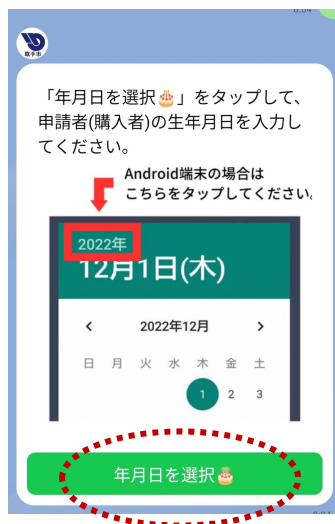 取手市
「年月日を選択🎂」をタップして、
申請者(購入者)の生年月日を入力し
てください。
Android端末の場合は
こちらをタップしてください。
2022年
12月1日(木)
< 2022年12月 >
日 月 火 水 木 金 土
1 2 3
年月日を選択🎂